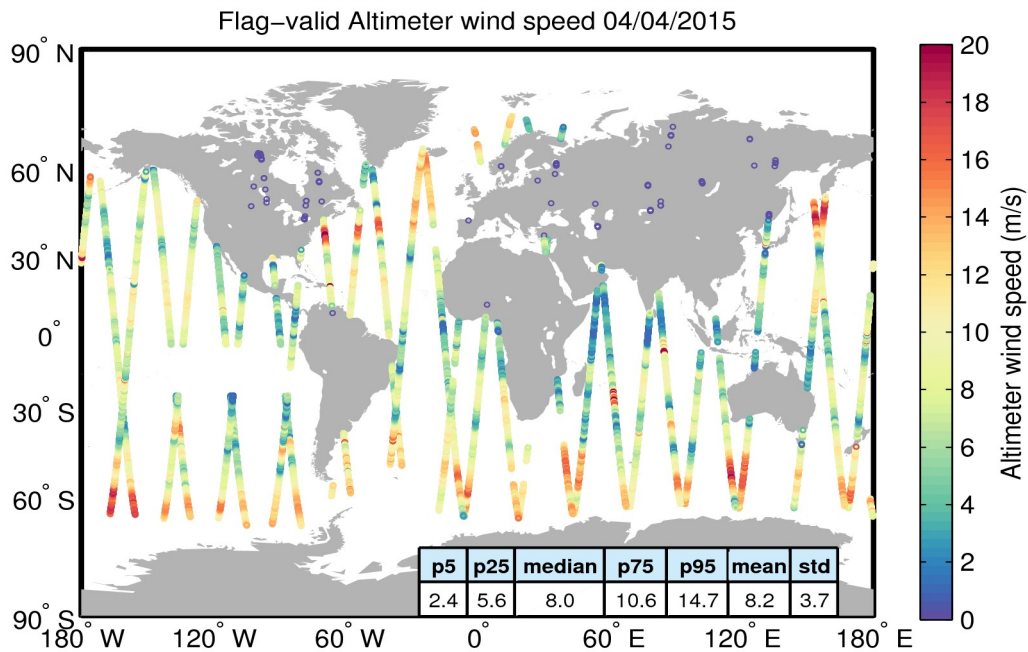 Flag-valid Altimeter wind speed 04/04/2015
90° N
60° N
30° N
0°
30° S
60° S
90° S
180° W
120° W
60° W
0°
60° E
120° E
180° E
p5 p25 median p75 p95 mean std
2.4 5.6 8.0 10.6 14.7 8.2 3.7
20
18
16
14
12
10
8
6
4
2
0
Altimeter wind speed (m/s)